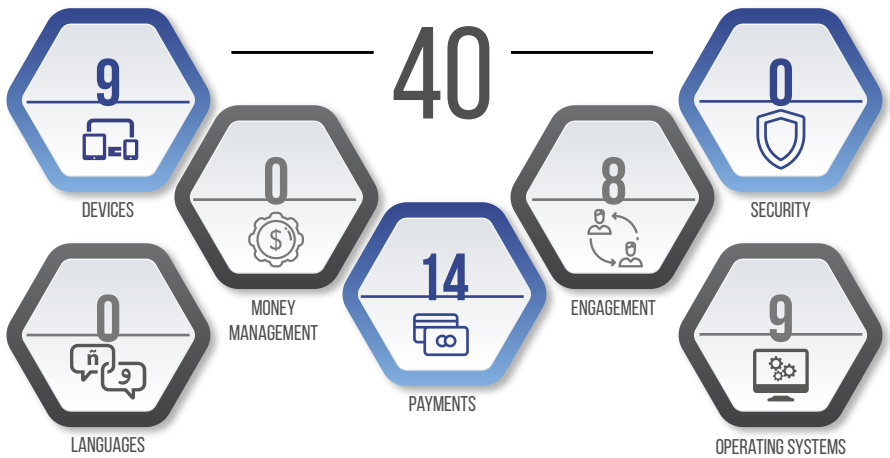 40
9
DEVICES
0
MONEY
MANAGEMENT
0
ñ
و
LANGUAGES
14
PAYMENTS
8
ENGAGEMENT
0
SECURITY
9
OPERATING SYSTEMS
$